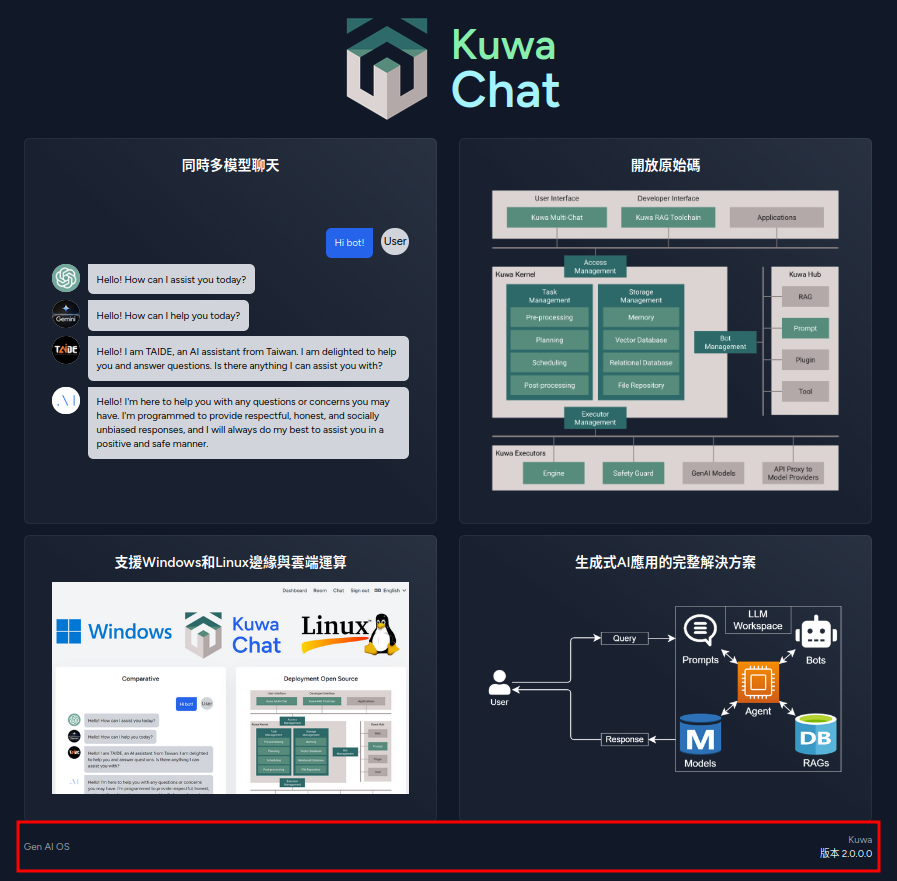 Kuwa
Chat
同時多模型聊天
Hi bot!
User
Hello! How can I assist you today?
Gemini
Hello! How can I help you today?
TAIDE
Hello! I am TAIDE, an AI assistant from Taiwan. I am delighted to help
you and answer questions. Is there anything I can assist you with?
.\|
Hello! I'm here to help you with any questions or concerns you may
have. I'm programmed to provide respectful, honest, and socially
unbiased responses, and I will always do my best to assist you in a
positive and safe manner.
開放原始碼
User Interface
Developer Interface
Kuwa Multi-Chat
Kuwa RAG Toolchain
Applications
Access
Management
Kuwa Kernel
Task
Management
Pre-processing
Planning
Scheduling
Post-processing
Storage
Management
Memory
Vector Database
Relational Database
File Repository
Bot
Management
Kuwa Hub
RAG
Prompt
Plugin
Tool
Executor
Management
Kuwa Executors
Engine
Safety Guard
GenAI Models
API Proxy to
Model Providers
支援Windows和Linux邊緣與雲端運算
Dashboard Room Chat Sign out English
Windows
Kuwa
Chat
Linux
Comparative
Hi bot!
User
Hello! How can I assist you today?
Hello! How can I help you today?
Hello! I am TAIDE, an AI assistant from Taiwan. I am delighted
to help you and answer questions. Is there anything I can
assist you with?
Hello! I'm here to help you with any questions or concerns
you may have. I'm programmed to provide respectful, honest,
Deployment Open Source
生成式AI應用的完整解決方案
User
Query
Response
LLM
Workspace
Prompts
Bots
Agent
M
Models
DB
RAGs
Gen AI OS
Kuwa
版本 2.0.0.0